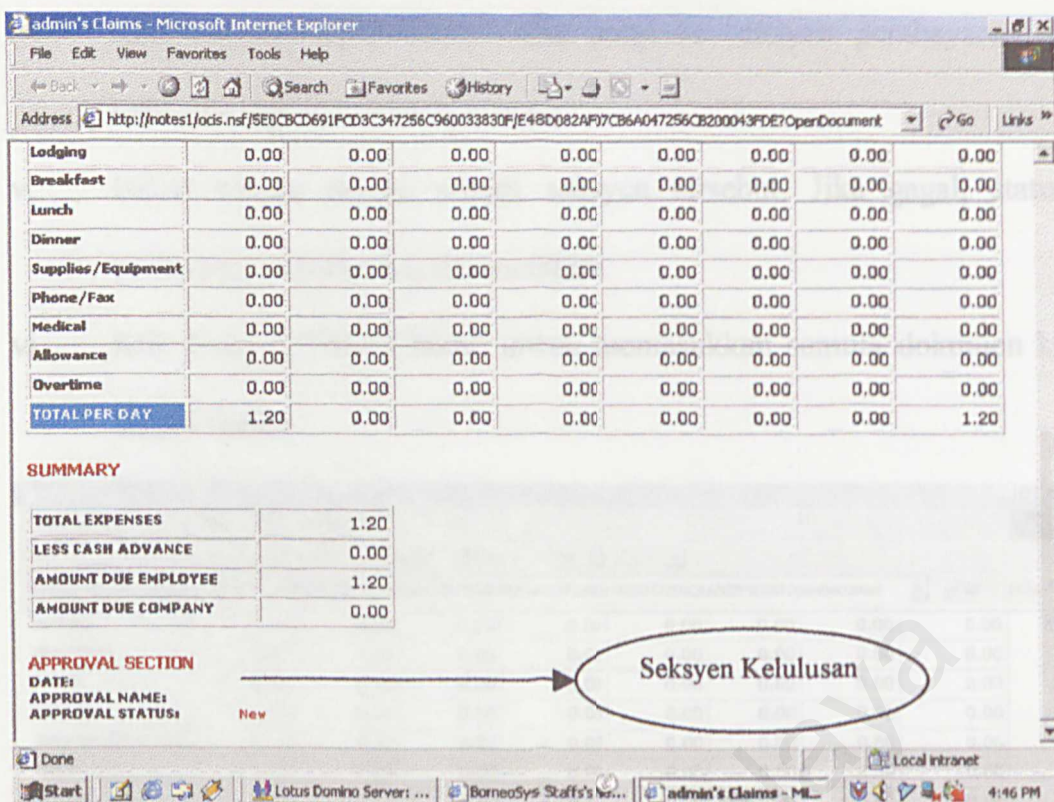 admin's Claims - Microsoft Internet Explorer
File Edit View Favorites Tools Help
Back Search Favorites History
Address http://notes1/ocis.nsf/5E0CBCD691FCD3C347256C960033830F/E4BD082AF07CB6A047256CB200043FDE?OpenDocument Go Links »
Lodging 0.00 0.00 0.00 0.00 0.00 0.00 0.00 0.00
Breakfast 0.00 0.00 0.00 0.00 0.00 0.00 0.00 0.00
Lunch 0.00 0.00 0.00 0.00 0.00 0.00 0.00 0.00
Dinner 0.00 0.00 0.00 0.00 0.00 0.00 0.00 0.00
Supplies/Equipment 0.00 0.00 0.00 0.00 0.00 0.00 0.00 0.00
Phone/Fax 0.00 0.00 0.00 0.00 0.00 0.00 0.00 0.00
Medical 0.00 0.00 0.00 0.00 0.00 0.00 0.00 0.00
Allowance 0.00 0.00 0.00 0.00 0.00 0.00 0.00 0.00
Overtime 0.00 0.00 0.00 0.00 0.00 0.00 0.00 0.00
TOTAL PER DAY 1.20 0.00 0.00 0.00 0.00 0.00 0.00 1.20
SUMMARY
TOTAL EXPENSES 1.20
LESS CASH ADVANCE 0.00
AMOUNT DUE EMPLOYEE 1.20
AMOUNT DUE COMPANY 0.00
APPROVAL SECTION
DATE:
APPROVAL NAME:
APPROVAL STATUS: New
Seksyen Kelulusan
Done Local intranet
Start Lotus Domino Server: ... BorneoSys Staffs's ... admin's Claims - Mi... 4:46 PM